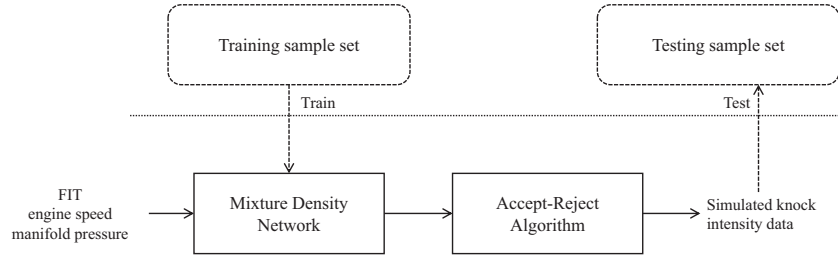 Training sample set
Testing sample set
Train
Test
FIT
engine speed
manifold pressure
Mixture Density
Network
Accept-Reject
Algorithm
Simulated knock
intensity data